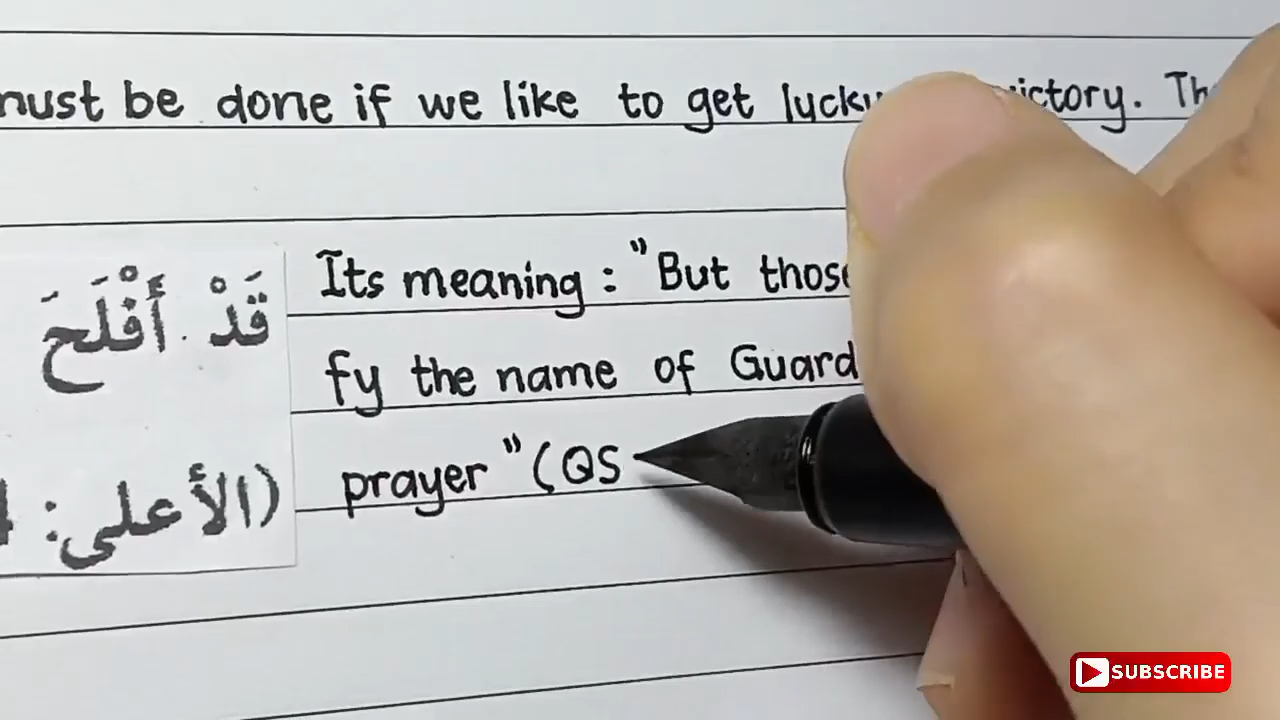 must be done if we like to get lucky victory. Th
قَدْ أَفْلَحَ
Its meaning : "But those
fy the name of Guard
(الأعلى:
prayer" (QS
SUBSCRIBE